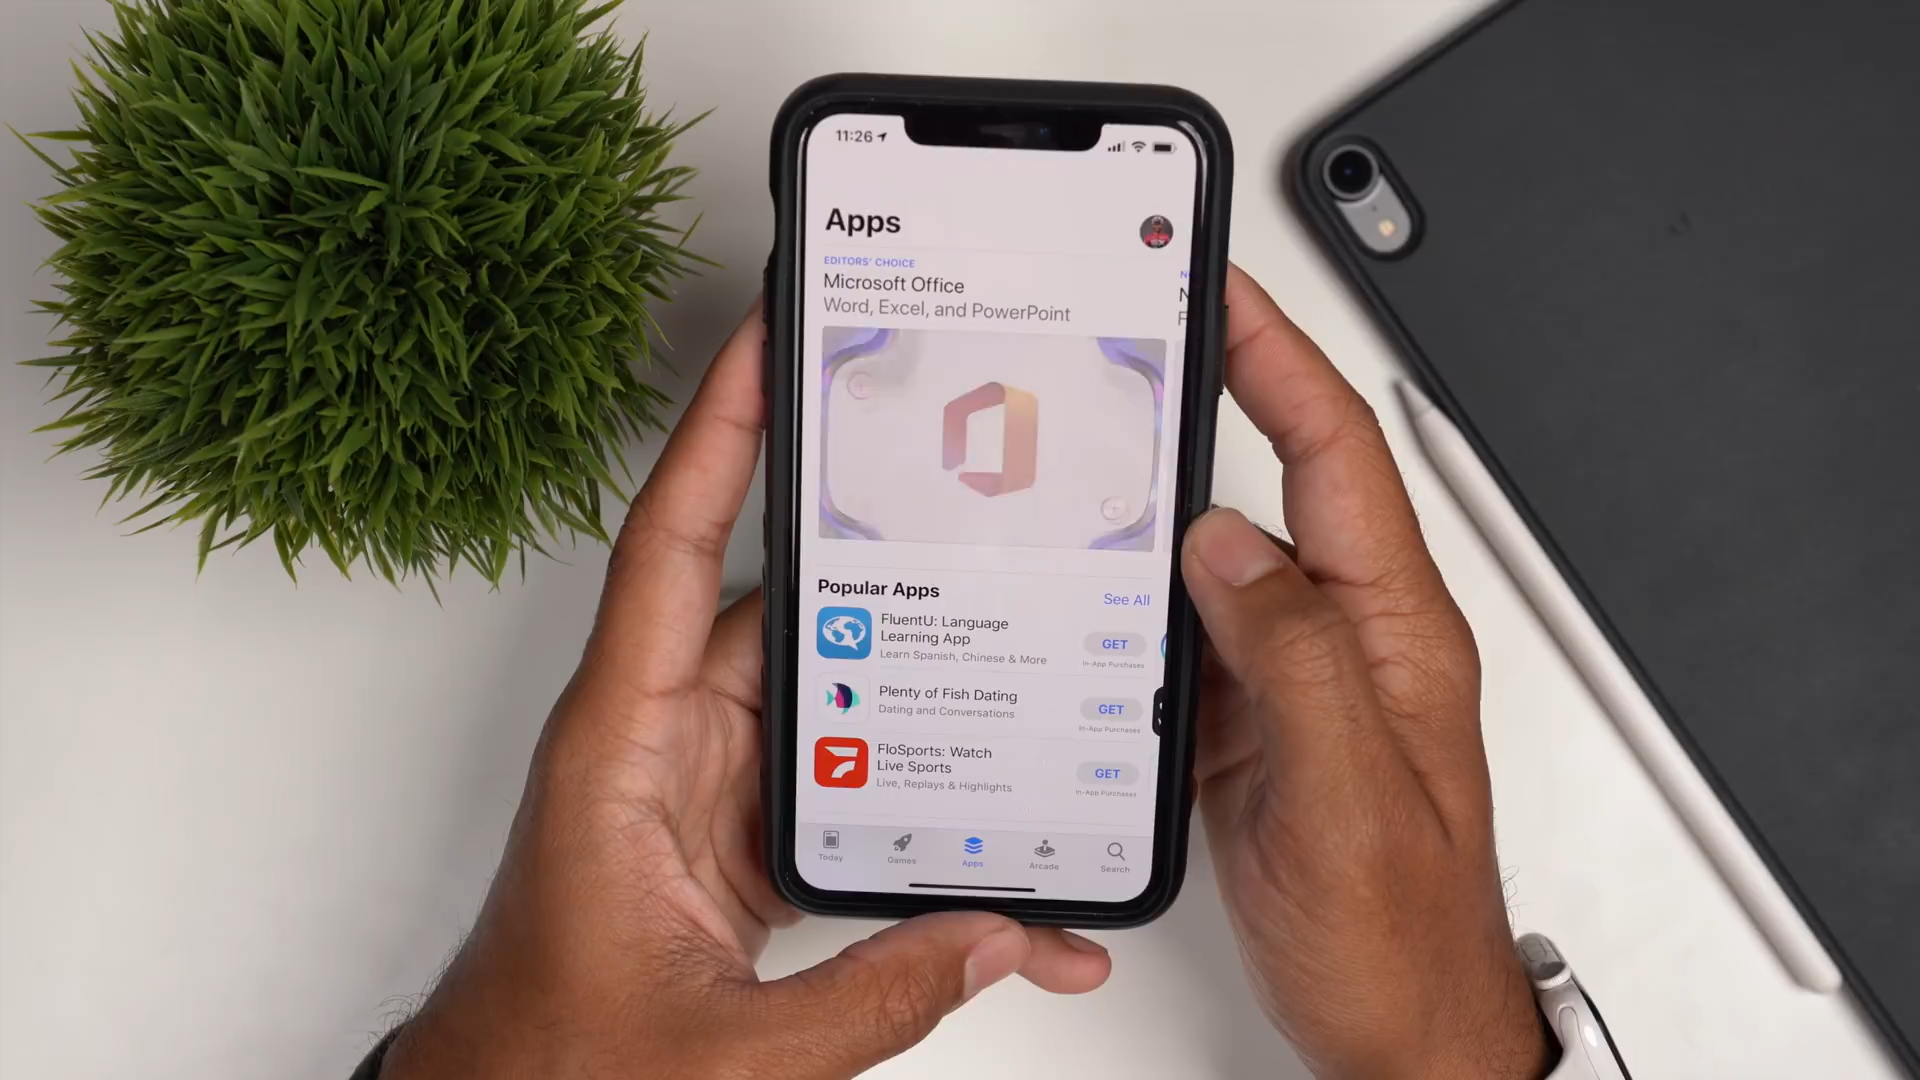 11:26
Apps
EDITORS' CHOICE
Microsoft Office
Word, Excel, and PowerPoint
Popular Apps
See All
FluentU: Language
Learning App
Learn Spanish, Chinese & More
GET
In-App Purchases
Plenty of Fish Dating
Dating and Conversations
GET
In-App Purchases
FloSports: Watch
Live Sports
Live, Replays & Highlights
GET
In-App Purchases
Today
Games
Apps
Arcade
Search